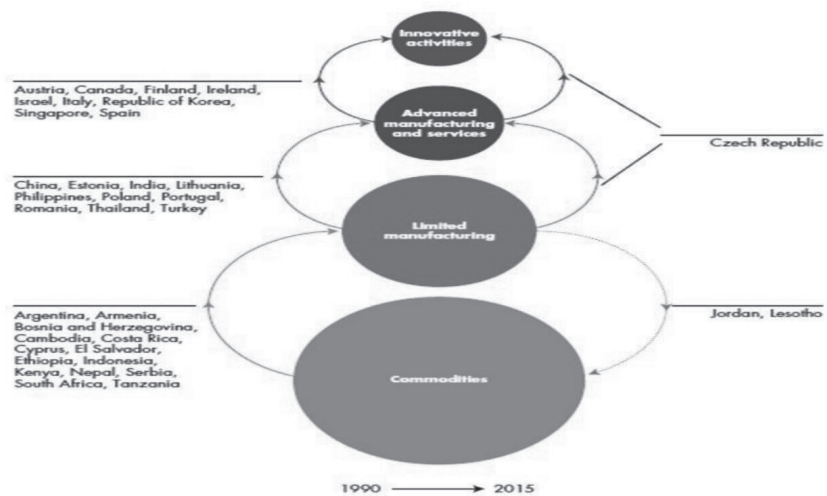 Innovative
activities
Austria, Canada, Finland, Ireland,
Israel, Italy, Republic of Korea,
Singapore, Spain
Advanced
manufacturing
and services
Czech Republic
China, Estonia, India, Lithuania,
Philippines, Poland, Portugal,
Romania, Thailand, Turkey
Limited
manufacturing
Argentina, Armenia,
Bosnia and Herzegovina,
Cambodia, Costa Rica,
Cyprus, El Salvador,
Ethiopia, Indonesia,
Kenya, Nepal, Serbia,
South Africa, Tanzania
Jordan, Lesotho
Commodities
1990 2015